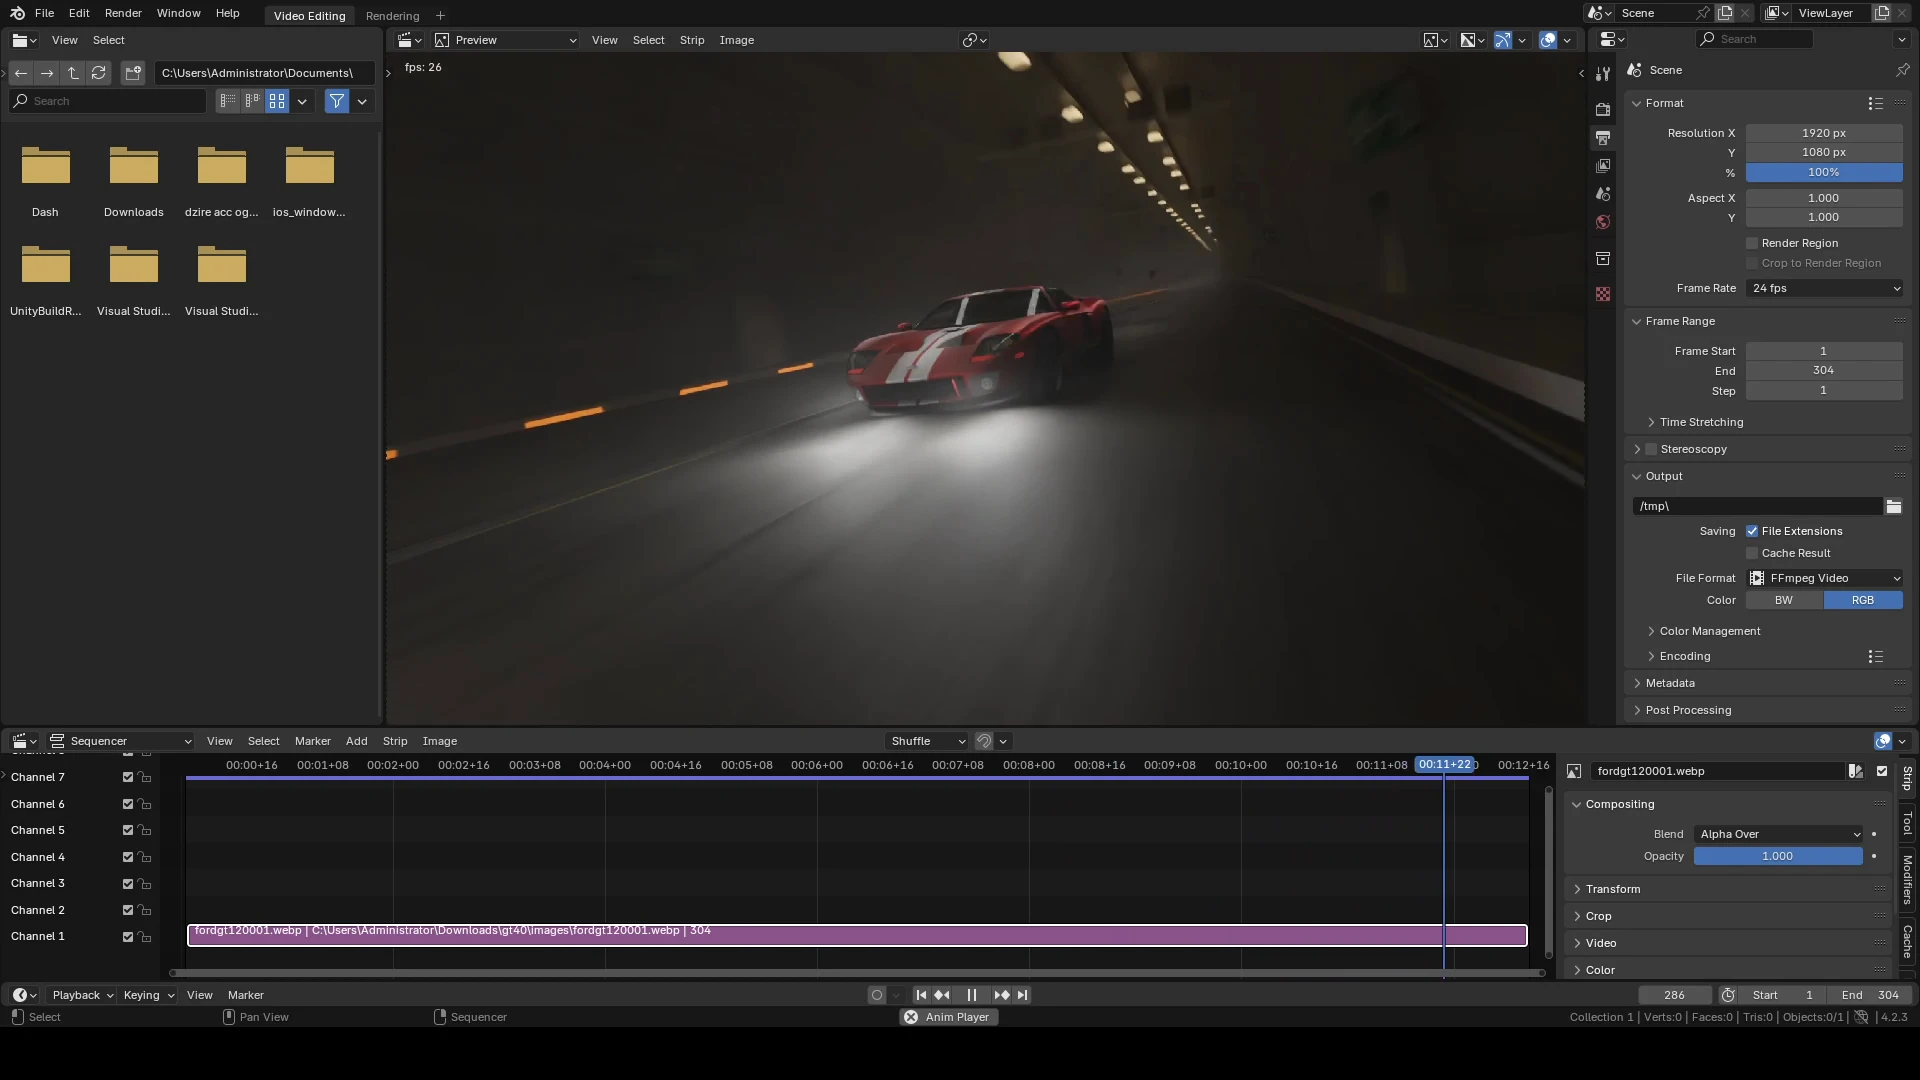 File Edit Render Window Help Video Editing Rendering +
Scene ViewLayer
View Select
C:\Users\Administrator\Documents\
Search
Dash Downloads dzire acc og... ios_window...
UnityBuildR... Visual Studi... Visual Studi...
Preview View Select Strip Image
fps: 26
Search
Scene
Format
Resolution X 1920 px
Y 1080 px
% 100%
Aspect X 1.000
Y 1.000
Render Region
Crop to Render Region
Frame Rate 24 fps
Frame Range
Frame Start 1
End 304
Step 1
Time Stretching
Stereoscopy
Output
/tmp\
Saving File Extensions
Cache Result
File Format FFmpeg Video
Color BW RGB
Color Management
Encoding
Metadata
Post Processing
Sequencer View Select Marker Add Strip Image Shuffle
00:00+16 00:01+08 00:02+00 00:02+16 00:03+08 00:04+00 00:04+16 00:05+08 00:06+00 00:06+16 00:07+08 00:08+00 00:08+16 00:09+08 00:10+00 00:10+16 00:11+08 00:11+22 00:12+16
Channel 7
Channel 6
Channel 5
Channel 4
Channel 3
Channel 2
Channel 1
fordgt120001.webp | C:\Users\Administrator\Downloads\gt40\images\fordgt120001.webp | 304
fordgt120001.webp
Compositing
Blend Alpha Over
Opacity 1.000
Transform
Crop
Video
Color
Strip
Tool
Modifiers
Cache
Playback Keying View Marker
286 Start 1 End 304
Select Pan View Sequencer Anim Player
Collection 1 | Verts:0 | Faces:0 | Tris:0 | Objects:0/1 | 4.2.3